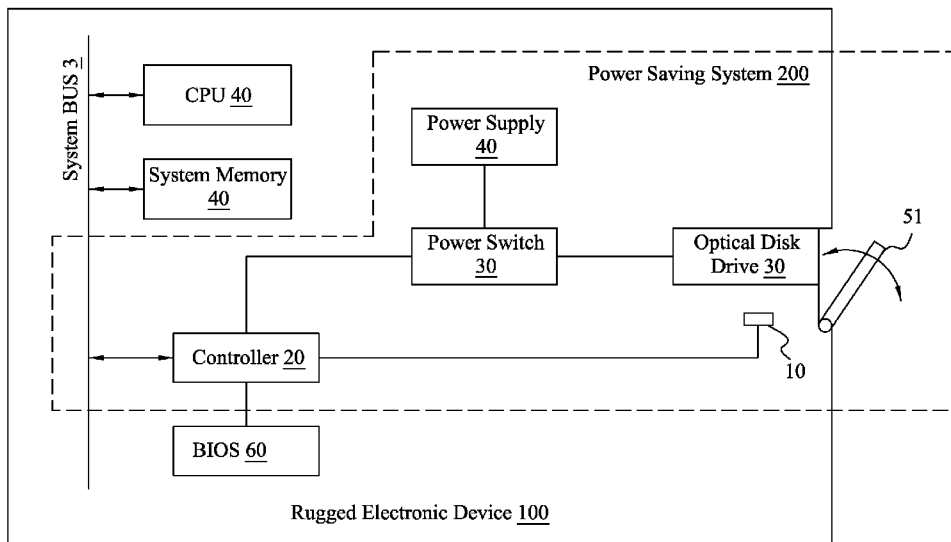 System BUS 3
CPU 40
System Memory
40
Power Saving System 200
Power Supply
40
Power Switch
30
Optical Disk
Drive 30
51
Controller 20
10
BIOS 60
Rugged Electronic Device 100